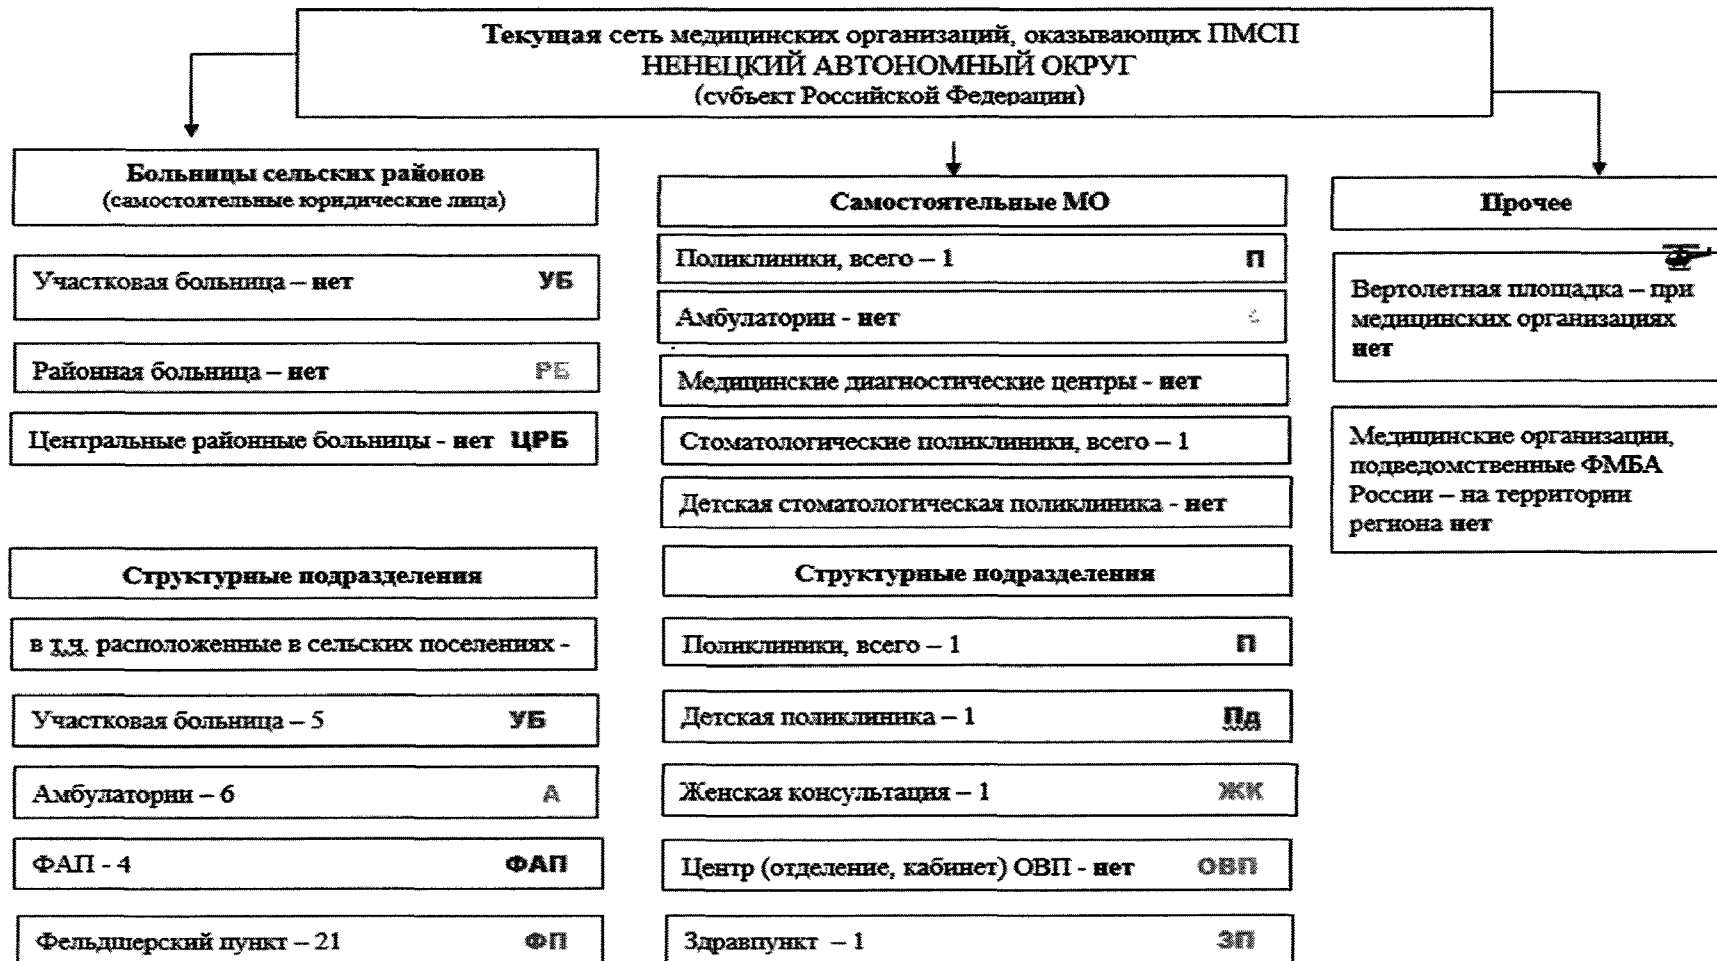 Текущая сеть медицинских организаций, оказывающих ПМСП
НЕНЕЦКИЙ АВТОНОМНЫЙ ОКРУГ
(субъект Российской Федерации)
Больницы сельских районов
(самостоятельные юридические лица)
Участковая больница – нет УБ
Районная больница – нет РБ
Центральные районные больницы - нет ЦРБ
Структурные подразделения
в т.ч. расположенные в сельских поселениях -
Участковая больница – 5 УБ
Амбулатории – 6 А
ФАП - 4 ФАП
Фельдшерский пункт – 21 ФП
Самостоятельные МО
Поликлиники, всего – 1 П
Амбулатории - нет
Медицинские диагностические центры - нет
Стоматологические поликлиники, всего – 1
Детская стоматологическая поликлиника - нет
Структурные подразделения
Поликлиники, всего – 1 П
Детская поликлиника – 1 Пд
Женская консультация – 1 ЖК
Центр (отделение, кабинет) ОВП - нет ОВП
Здравпункт – 1 ЗП
Прочее
Вертолетная площадка – при
медицинских организациях
нет
Медицинские организации,
подведомственные ФМБА
России – на территории
региона нет